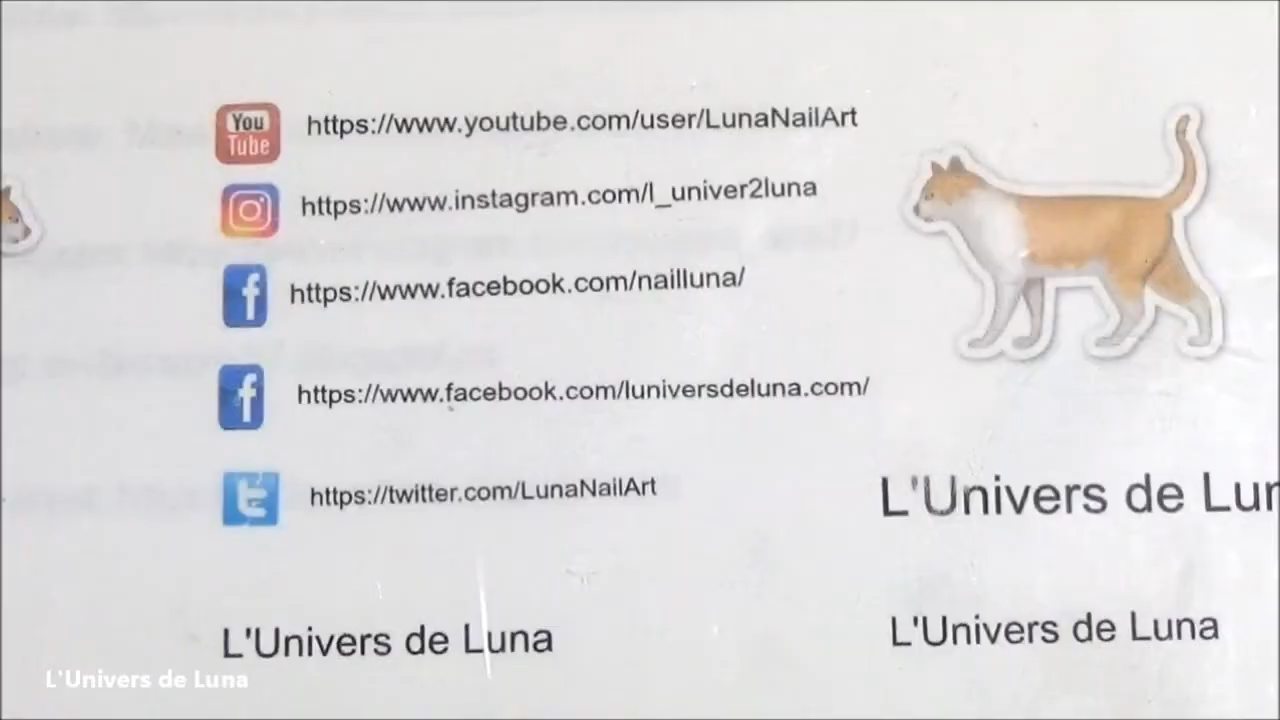 You
Tube
https://www.youtube.com/user/LunaNailArt
https://www.instagram.com/l_univer2luna
https://www.facebook.com/nailluna/
https://www.facebook.com/luniversdeluna.com/
https://twitter.com/LunaNailArt
L'Univers de Lun
L'Univers de Luna
L'Univers de Luna
L'Univers de Luna